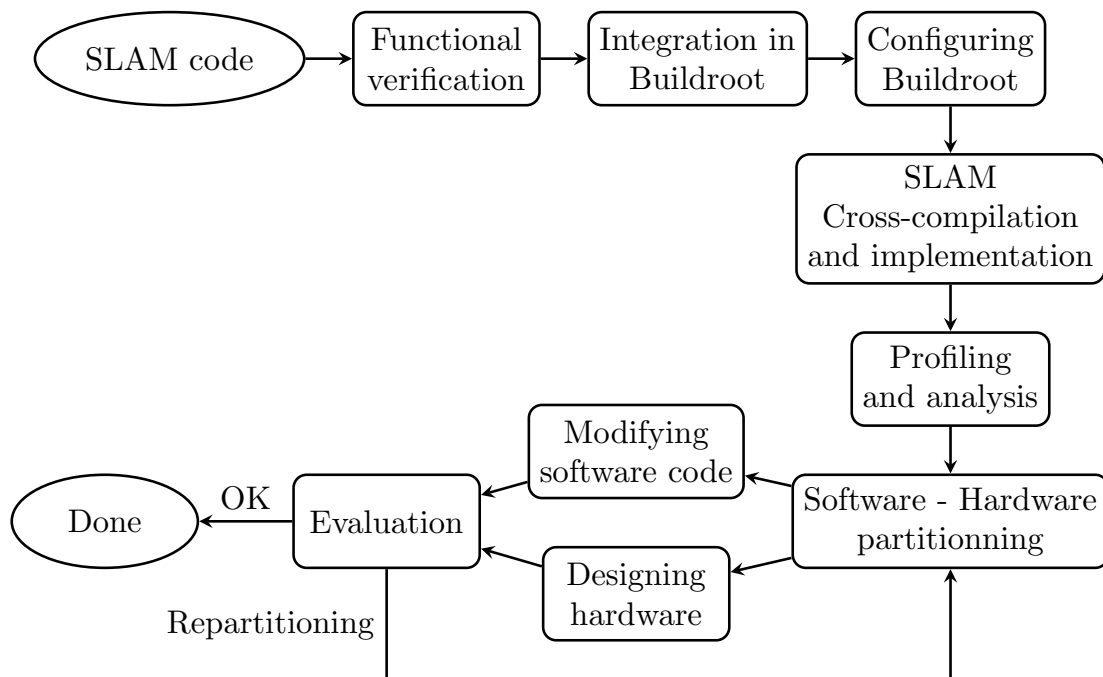 SLAM code
Functional
verification
Integration in
Buildroot
Configuring
Buildroot
SLAM
Cross-compilation
and implementation
Profiling
and analysis
Modifying
software code
Software - Hardware
partitionning
Designing
hardware
Evaluation
OK
Done
Repartitioning